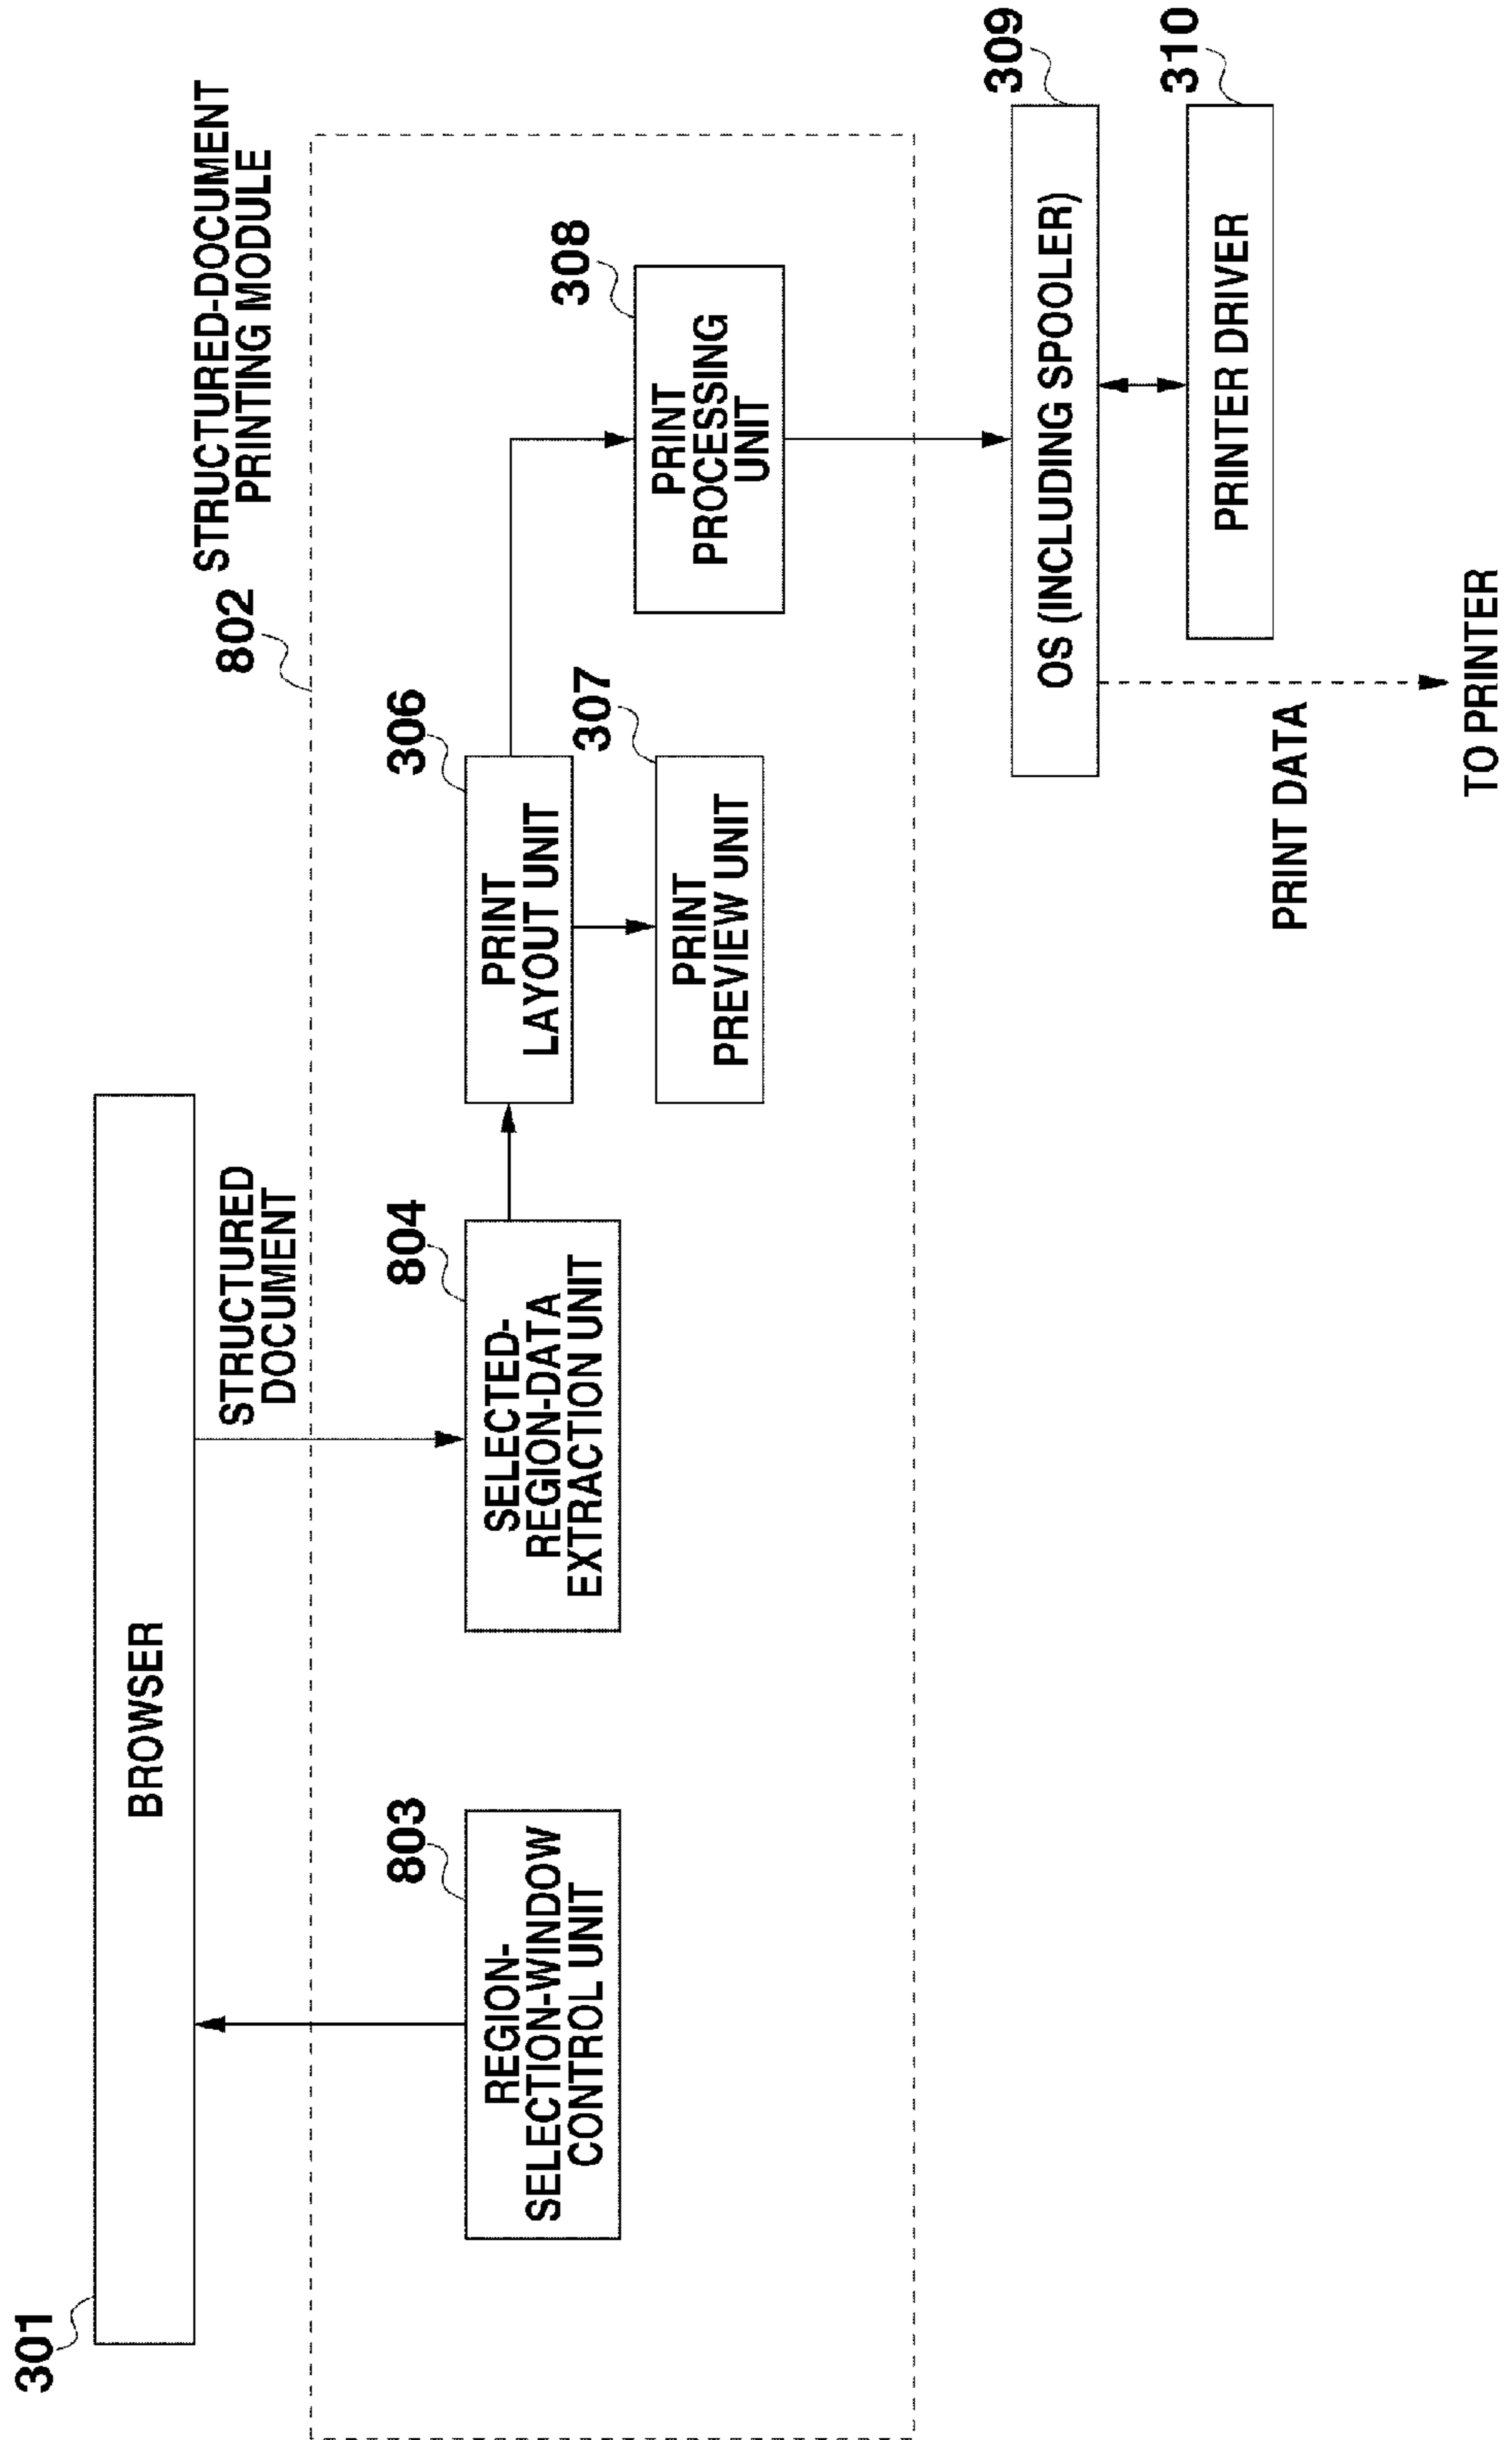 301
BROWSER
STRUCTURED
DOCUMENT
802
STRUCTURED-DOCUMENT
PRINTING MODULE
803
REGION-
SELECTION-WINDOW
CONTROL UNIT
804
SELECTED-
REGION-DATA
EXTRACTION UNIT
306
PRINT
LAYOUT UNIT
307
PRINT
PREVIEW UNIT
308
PRINT
PROCESSING
UNIT
309
OS (INCLUDING SPOOLER)
310
PRINTER DRIVER
PRINT DATA
TO PRINTER